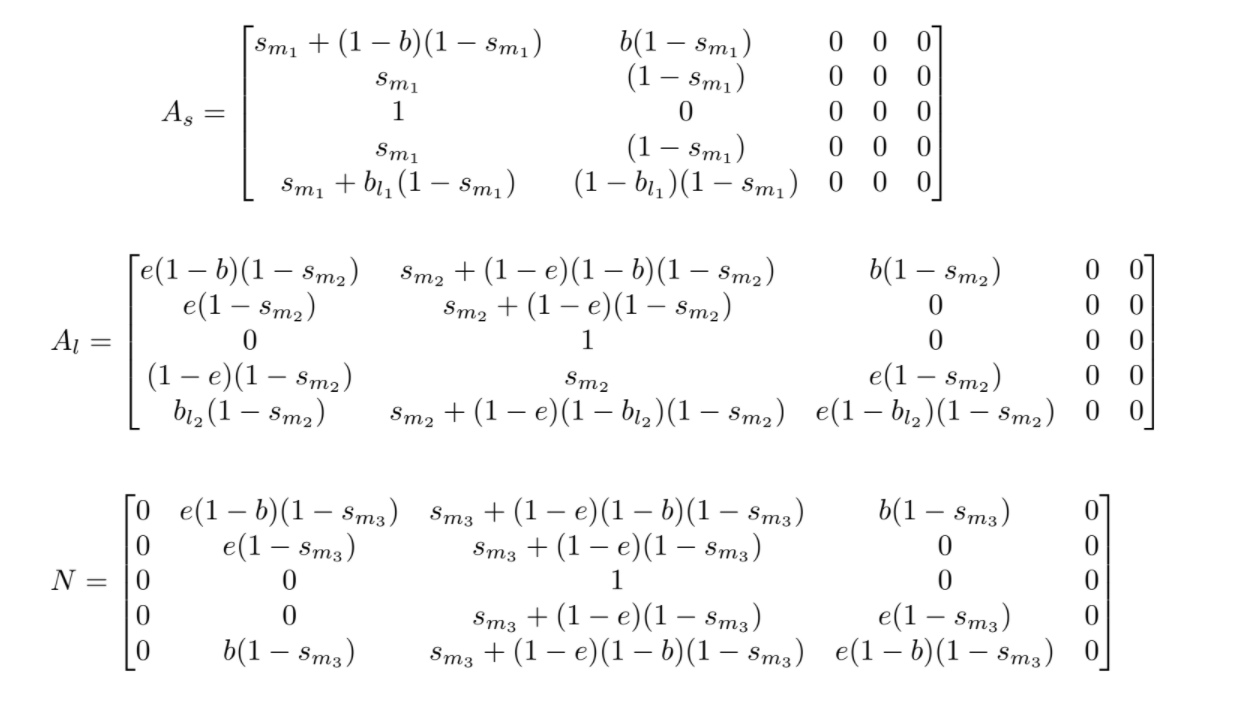 s_{m_1} + (1 − b)(1 − s_{m_1})   b(1 − s_{m_1})   0   0   0
s_{m_1}   (1 − s_{m_1})   0   0   0
A_s =   1   0   0   0   0
s_{m_1}   (1 − s_{m_1})   0   0   0
s_{m_1} + b_{l_1}(1 − s_{m_1})   (1 − b_{l_1})(1 − s_{m_1})   0   0   0
e(1 − b)(1 − s_{m_2})   s_{m_2} + (1 − e)(1 − b)(1 − s_{m_2})   b(1 − s_{m_2})   0   0
e(1 − s_{m_2})   s_{m_2} + (1 − e)(1 − s_{m_2})   0   0   0
A_l =   0   1   0   0   0
(1 − e)(1 − s_{m_2})   s_{m_2}   e(1 − s_{m_2})   0   0
b_{l_2}(1 − s_{m_2})   s_{m_2} + (1 − e)(1 − b_{l_2})(1 − s_{m_2})   e(1 − b_{l_2})(1 − s_{m_2})   0   0
0   e(1 − b)(1 − s_{m_3})   s_{m_3} + (1 − e)(1 − b)(1 − s_{m_3})   b(1 − s_{m_3})   0
0   e(1 − s_{m_3})   s_{m_3} + (1 − e)(1 − s_{m_3})   0   0
N =   0   0   1   0   0
0   0   s_{m_3} + (1 − e)(1 − s_{m_3})   e(1 − s_{m_3})   0
0   b(1 − s_{m_3})   s_{m_3} + (1 − e)(1 − b)(1 − s_{m_3})   e(1 − b)(1 − s_{m_3})   0